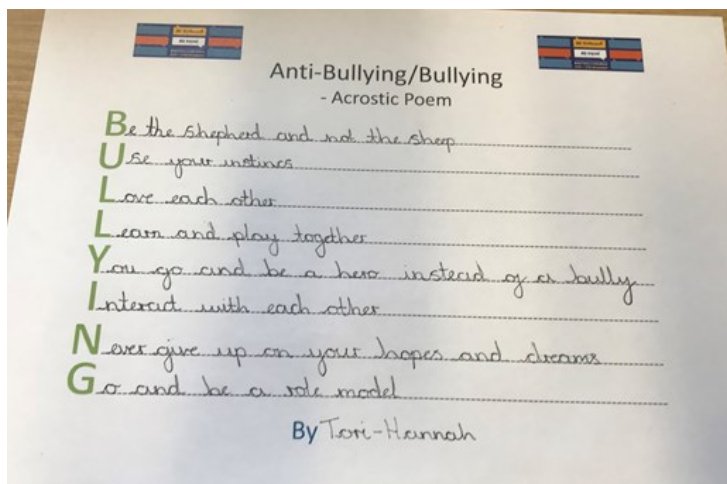 Anti-Bullying/Bullying
- Acrostic Poem
Be the shepherd and not the sheep
Use your instincs
Love each other
Learn and play together
You go and be a hero instead of a bully
Interact with each other
Never give up on your hopes and dreams
Go and be a role model
By Tori-Hannah